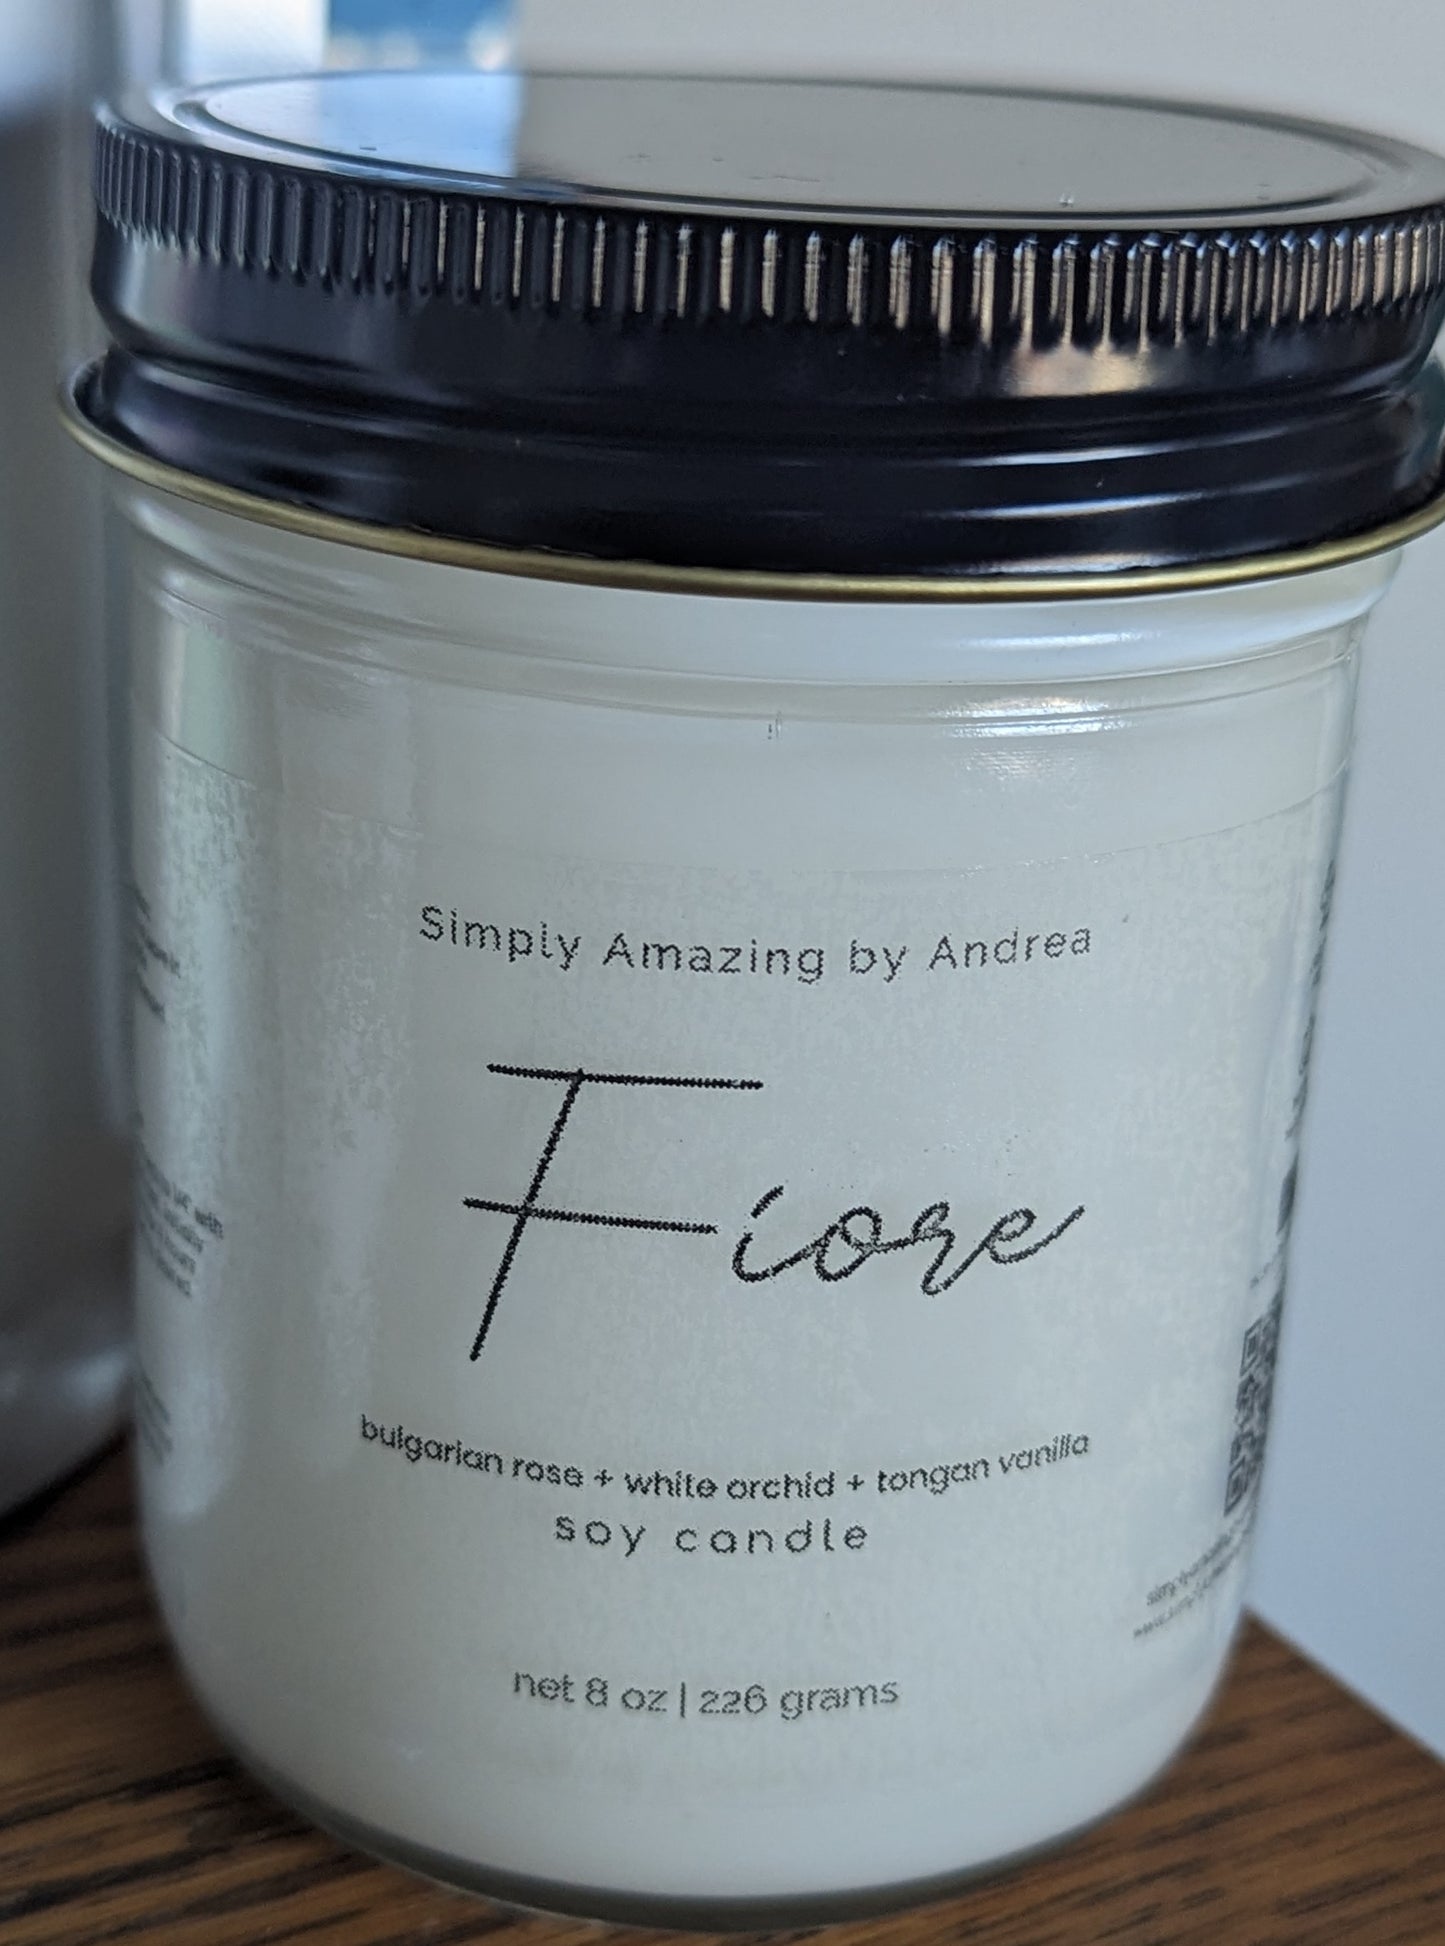 Simply Amazing by Andrea
Fiore
bulgarian rose + white orchid + tongan vanilla
soy candle
net 8 oz | 226 grams